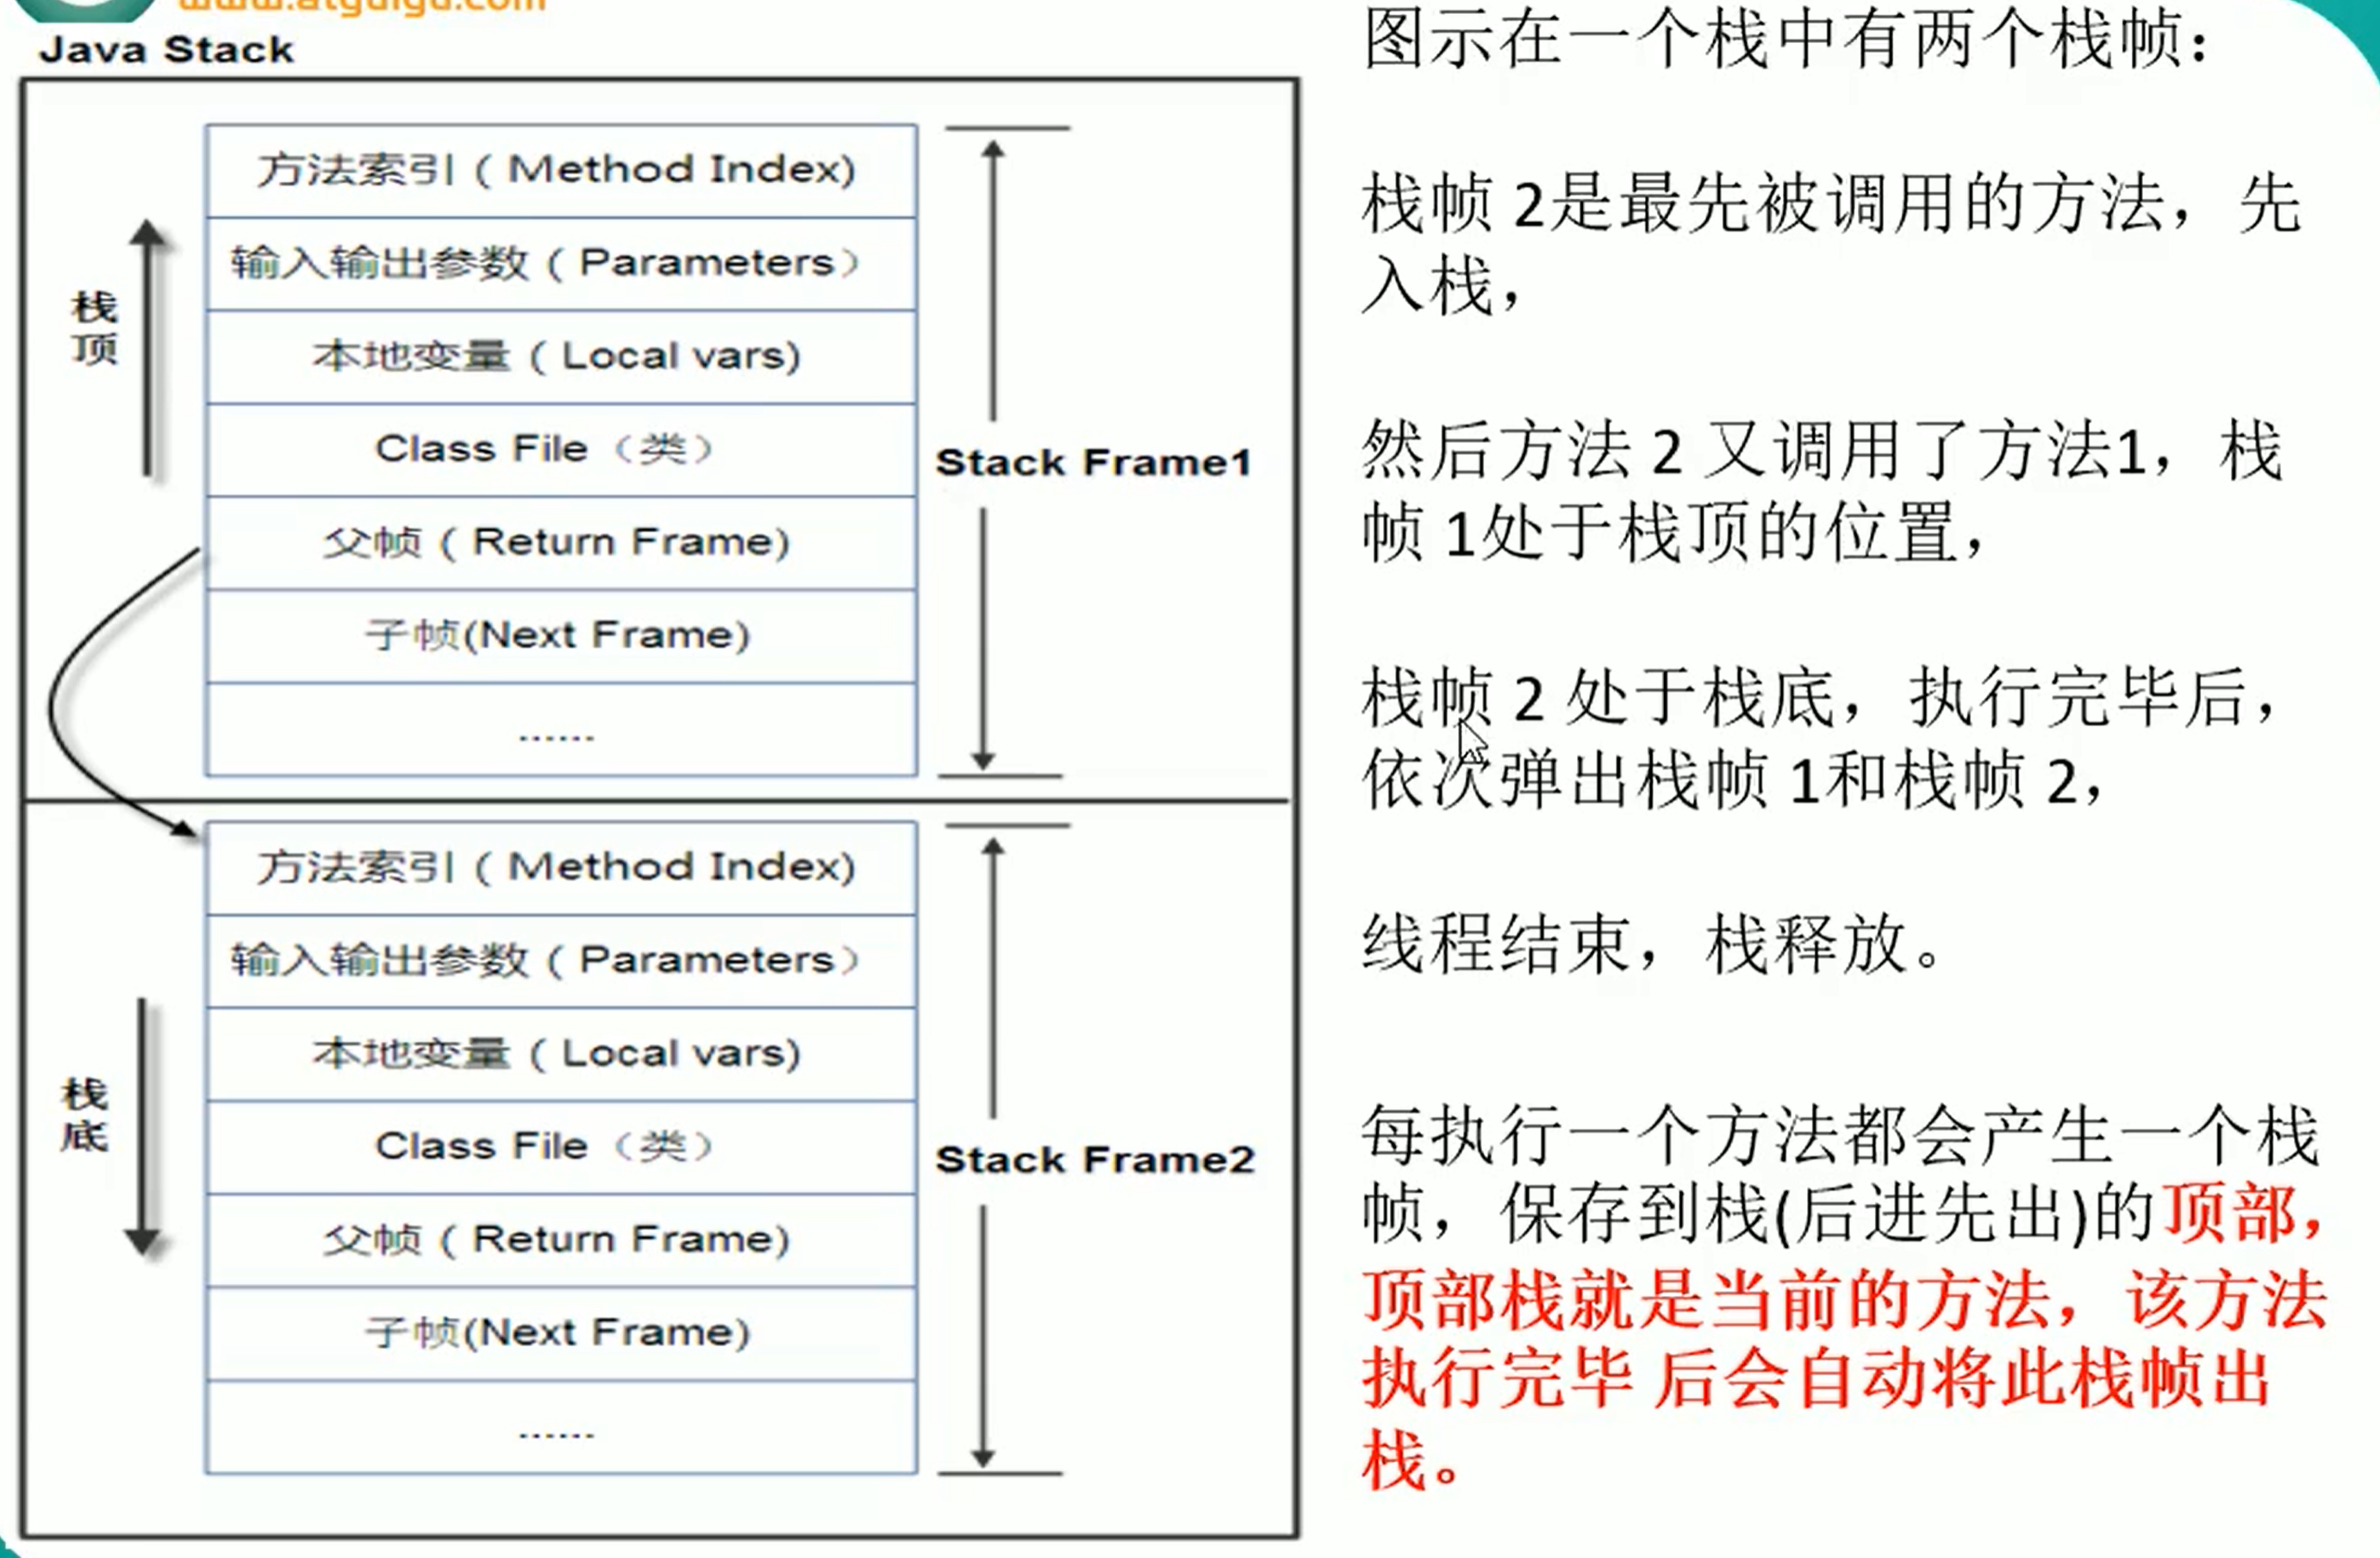 www.atguigu.com
Java Stack
方法索引（Method Index)
输入输出参数（Parameters）
本地变量（Local vars)
Class File（类）
父帧（Return Frame)
子帧(Next Frame)
......
栈
顶
Stack Frame1
方法索引（Method Index)
输入输出参数（Parameters）
本地变量（Local vars)
Class File（类）
父帧（Return Frame)
子帧(Next Frame)
......
栈
底
Stack Frame2
图示在一个栈中有两个栈帧：
栈帧 2是最先被调用的方法，先
入栈，
然后方法 2 又调用了方法1，栈
帧 1处于栈顶的位置，
栈帧 2 处于栈底，执行完毕后，
依次弹出栈帧 1和栈帧 2，
线程结束，栈释放。
每执行一个方法都会产生一个栈
帧，保存到栈(后进先出)的顶部，
顶部栈就是当前的方法，该方法
执行完毕 后会自动将此栈帧出
栈。